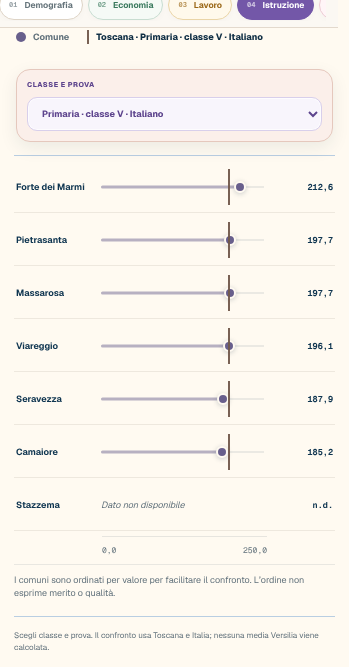 01 Demografia 02 Economia 03 Lavoro 04 Istruzione
Comune Toscana · Primaria · classe V · Italiano
CLASSE E PROVA
Primaria · classe V · Italiano
Forte dei Marmi 212,6
Pietrasanta 197,7
Massarosa 197,7
Viareggio 196,1
Seravezza 187,9
Camaiore 185,2
Stazzema Dato non disponibile n.d.
0,0 250,0
I comuni sono ordinati per valore per facilitare il confronto. L'ordine non
esprime merito o qualità.
Scegli classe e prova. Il confronto usa Toscana e Italia; nessuna media Versilia viene
calcolata.